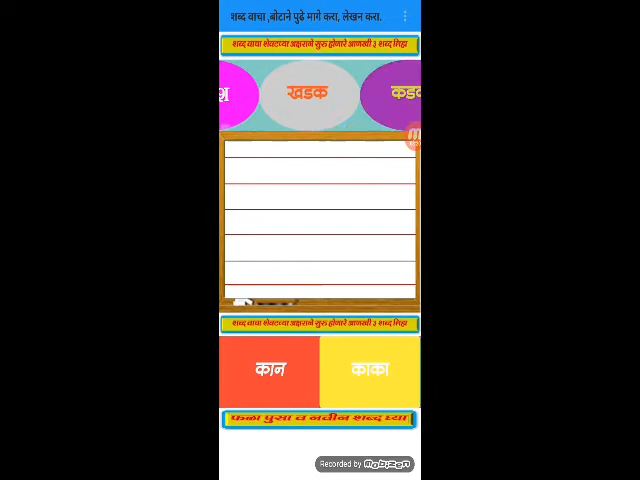 शब्द वाचा ,बोटाने पुढे मागे करा, लेखन करा.
शब्द वाचा शेवटच्या अक्षराने सुरु होणारे आणखी ३ शब्द लिहा
खडक
शब्द वाचा शेवटच्या अक्षराने सुरु होणारे आणखी ३ शब्द लिहा
कान काका
फळा पुसा व नवीन शब्द घ्या
Recorded by mobizen